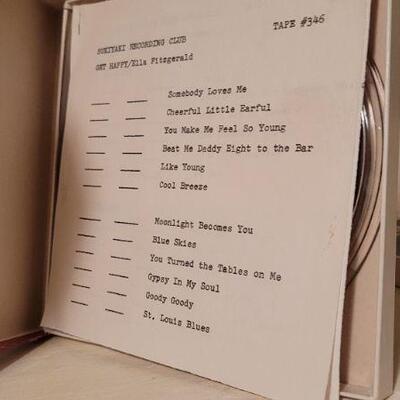 TAPE #346
SUKIYAKI RECORDING CLUB
GET HAPPY/Ella Fitzgerald
Somebody Loves Me
Cheerful Little Earful
You Make Me Feel So Young
Beat Me Daddy Eight to the Bar
Like Young
Cool Breeze
Moonlight Becomes You
Blue Skies
You Turned the Tables on Me
Gypsy In My Soul
Goody Goody
St. Louis Blues